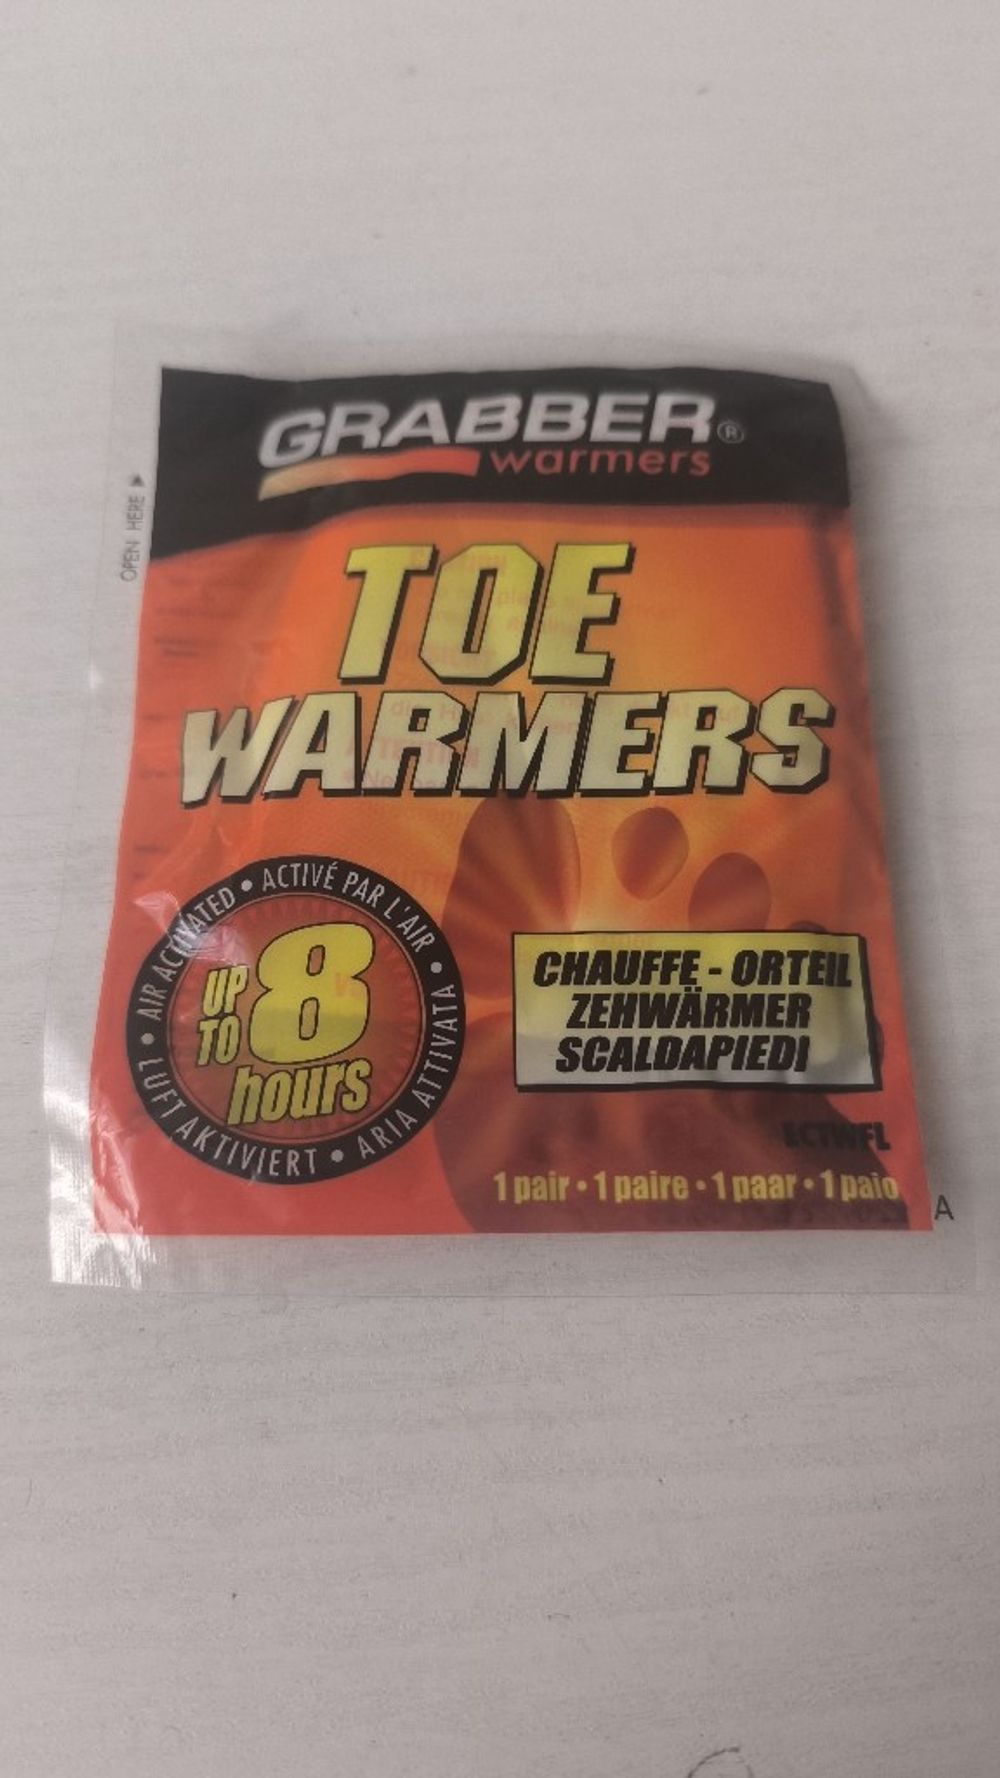 GRABBER®
warmers
OPEN HERE
TOE
WARMERS
AIR ACTIVATED • ACTIVÉ PAR L'AIR • ARIA ATTIVATA • LUFT AKTIVIERT •
UP
TO
8
hours
CHAUFFE - ORTEIL
ZEHWÄRMER
SCALDAPIEDI
ECTWFL
1 pair • 1 paire • 1 paar • 1 paio
A